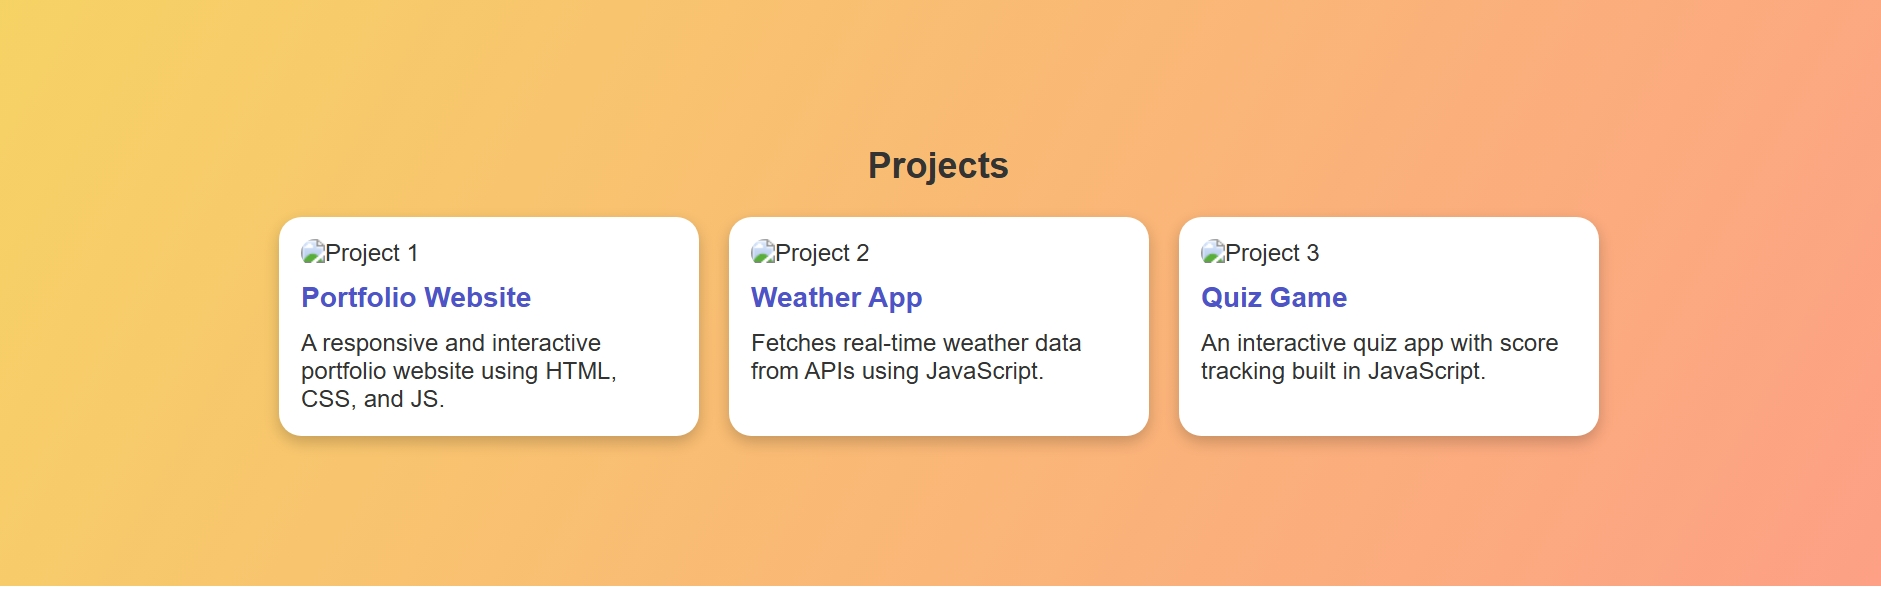 Projects
Project 1
Portfolio Website
A responsive and interactive
portfolio website using HTML,
CSS, and JS.
Project 2
Weather App
Fetches real-time weather data
from APIs using JavaScript.
Project 3
Quiz Game
An interactive quiz app with score
tracking built in JavaScript.